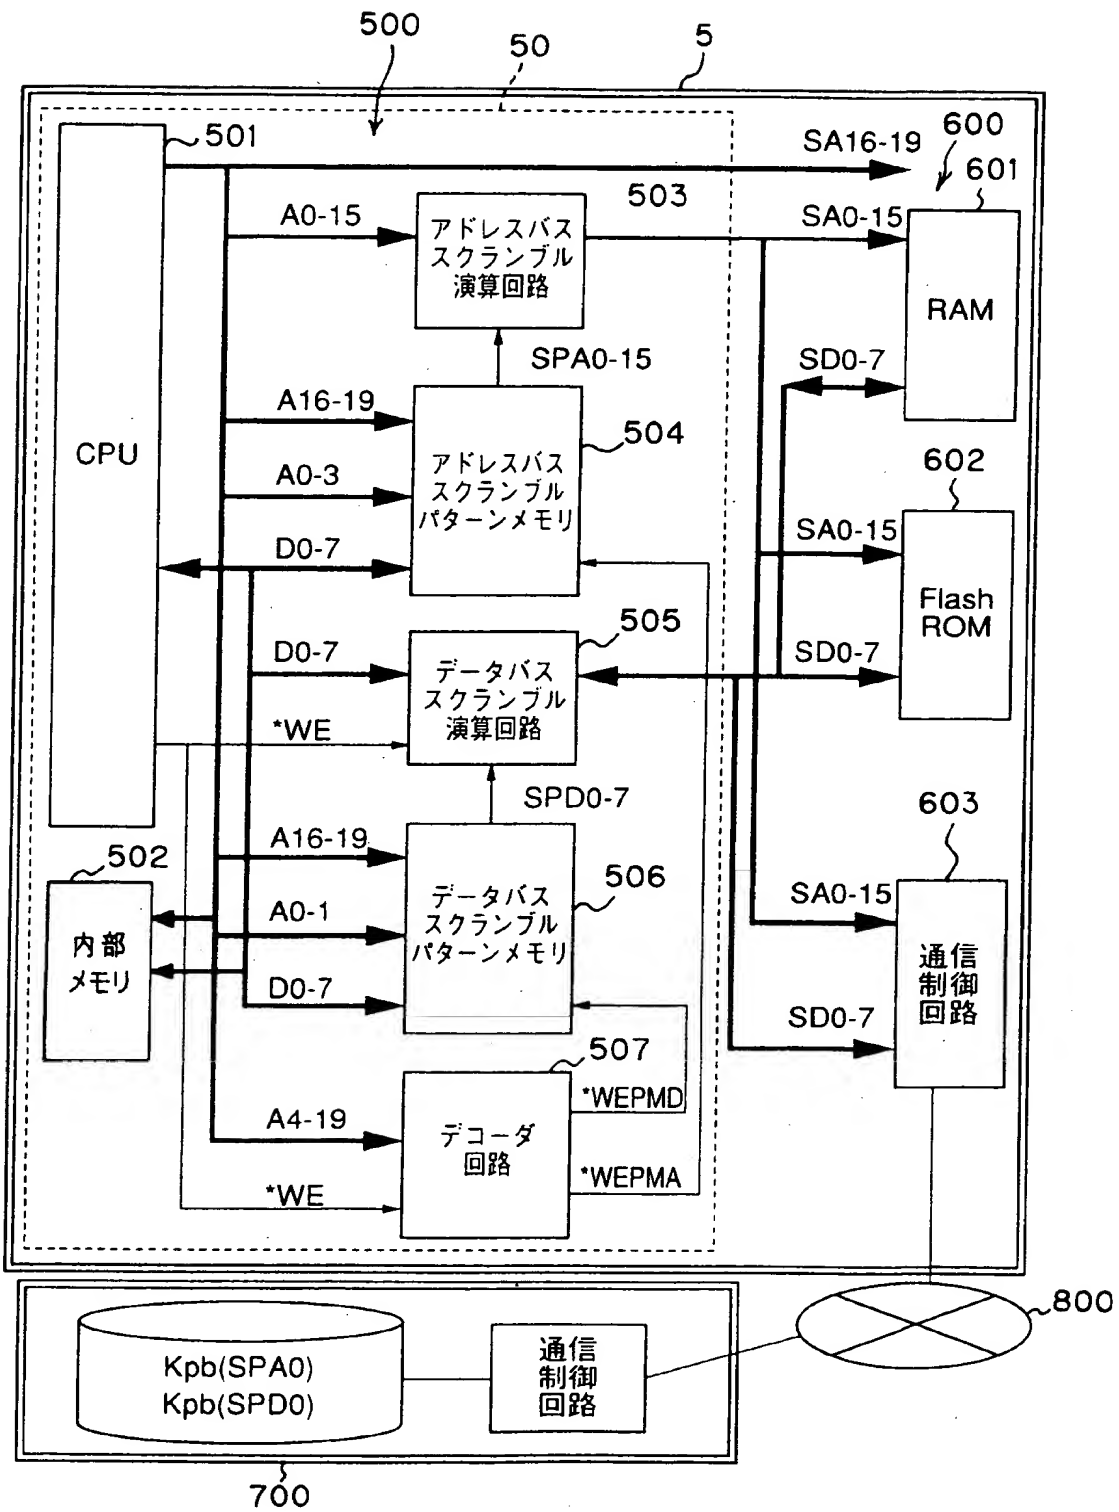 500
50
5
501
SA16-19
600
503
601
A0-15
アドレスバス
スクランブル
演算回路
SA0-15
RAM
SPA0-15
SD0-7
A16-19
504
CPU
A0-3
アドレスバス
スクランブル
パターンメモリ
602
D0-7
SA0-15
Flash
ROM
505
D0-7
データバス
スクランブル
演算回路
SD0-7
*WE
SPD0-7
603
A16-19
502
506
SA0-15
A0-1
データバス
スクランブル
パターンメモリ
内部
メモリ
通信
制御
回路
D0-7
SD0-7
507
*WEPMD
A4-19
デコーダ
回路
*WEPMA
*WE
800
Kpb(SPA0)
Kpb(SPD0)
通信
制御
回路
700